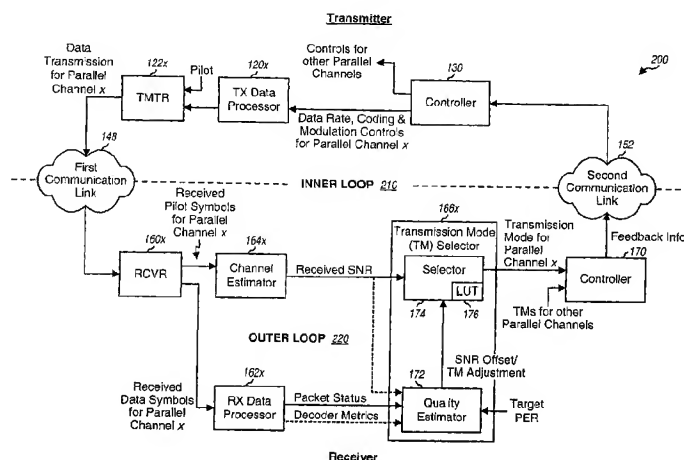 Transmitter
200
Data
Transmission
for Parallel
Channel x
122x
TMTR
Pilot
120x
TX Data
Processor
Controls for
other Parallel
Channels
130
Controller
Data Rate, Coding &
Modulation Controls
for Parallel Channel x
148
First
Communication
Link
INNER LOOP 210
152
Second
Communication
Link
Received
Pilot Symbols
for Parallel
Channel x
160x
RCVR
164x
Channel
Estimator
Received SNR
166x
Transmission Mode
(TM) Selector
Selector
LUT
174
176
Transmission
Mode for
Parallel
Channel x
Feedback Info
170
Controller
TMs for other
Parallel Channels
OUTER LOOP 220
SNR Offset/
TM Adjustment
Received
Data Symbols
for Parallel
Channel x
162x
RX Data
Processor
Packet Status
Decoder Metrics
172
Quality
Estimator
Target
PER
Receiver